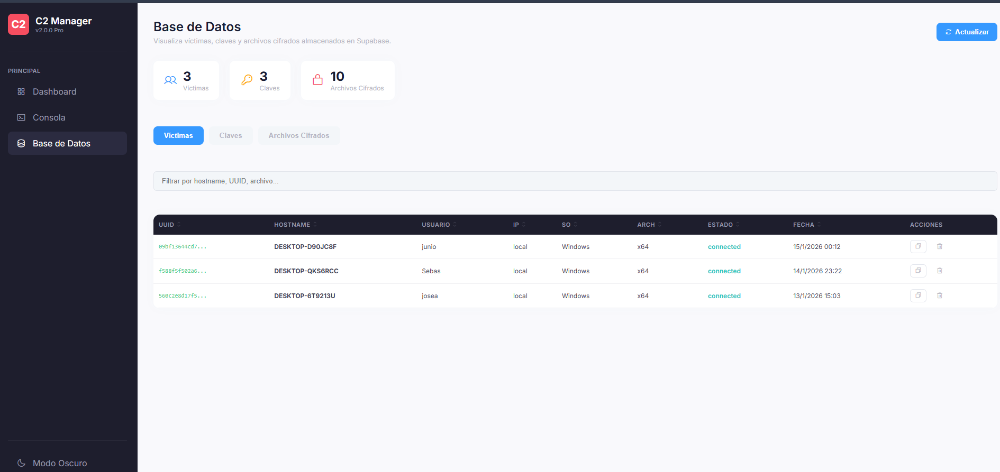 C2
C2 Manager
v2.0.0 Pro
PRINCIPAL
Dashboard
Consola
Base de Datos
Modo Oscuro
Base de Datos
Visualiza víctimas, claves y archivos cifrados almacenados en Supabase.
Actualizar
3
Víctimas
3
Claves
10
Archivos Cifrados
Víctimas Claves Archivos Cifrados
Filtrar por hostname, UUID, archivo...
UUID HOSTNAME USUARIO IP SO ARCH ESTADO FECHA ACCIONES
09bf13644cd7... DESKTOP-D90JC8F junio local Windows x64 connected 15/1/2026 00:12
f588f5f502a6... DESKTOP-QKS6RCC Sebas local Windows x64 connected 14/1/2026 23:22
560c2e8d17f5... DESKTOP-6T9213U josea local Windows x64 connected 13/1/2026 15:03